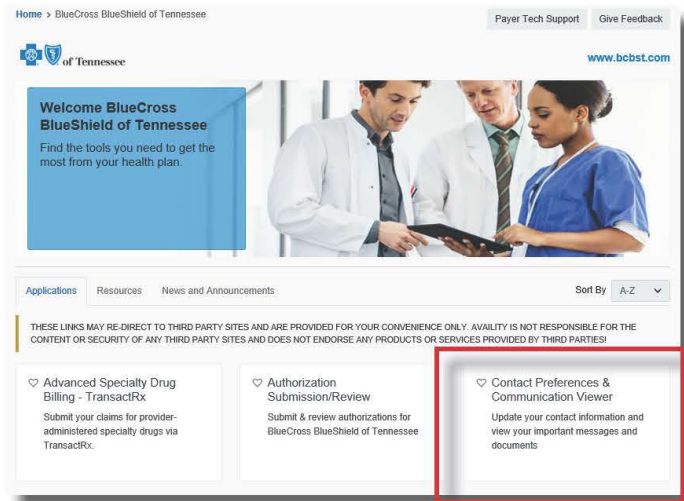 Home > BlueCross BlueShield of Tennessee
Payer Tech Support
Give Feedback
of Tennessee
www.bcbst.com
Welcome BlueCross
BlueShield of Tennessee
Find the tools you need to get the
most from your health plan.
Applications
Resources
News and Announcements
Sort By
A-Z
THESE LINKS MAY RE-DIRECT TO THIRD PARTY SITES AND ARE PROVIDED FOR YOUR CONVENIENCE ONLY. AVAILITY IS NOT RESPONSIBLE FOR THE
CONTENT OR SECURITY OF ANY THIRD PARTY SITES AND DOES NOT ENDORSE ANY PRODUCTS OR SERVICES PROVIDED BY THIRD PARTIES!
Advanced Specialty Drug
Billing - TransactRx
Submit your claims for provider-
administered specialty drugs via
TransactRx.
Authorization
Submission/Review
Submit & review authorizations for
BlueCross BlueShield of Tennessee
Contact Preferences &
Communication Viewer
Update your contact information and
view your important messages and
documents